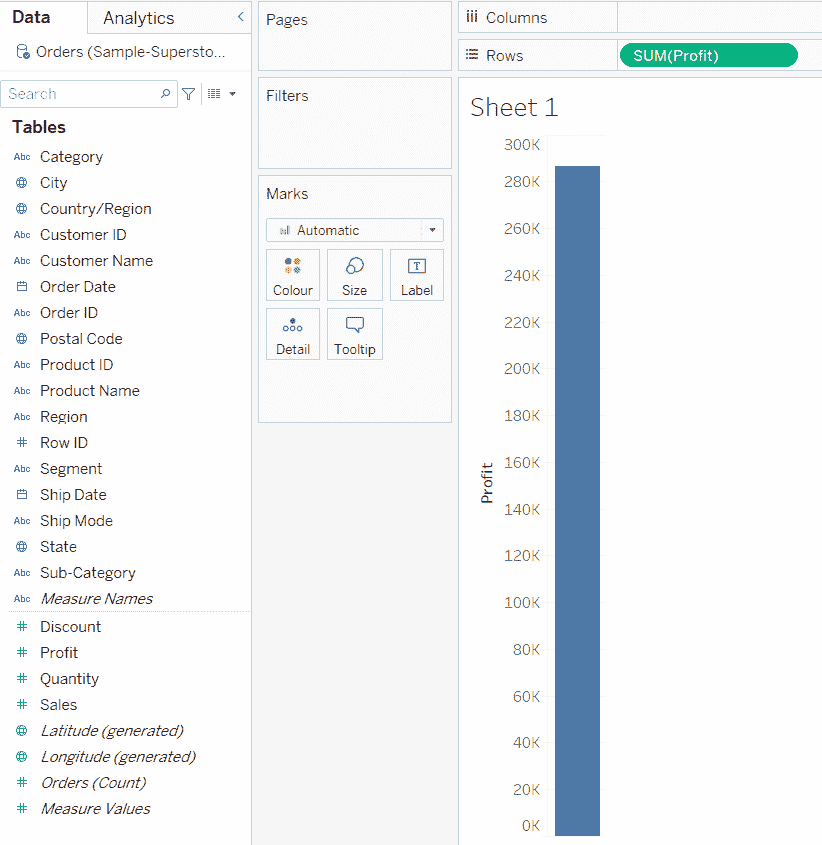 Data
Analytics
Orders (Sample-Supersto...
Search
Tables
Abc Category
City
Country/Region
Abc Customer ID
Abc Customer Name
Order Date
Abc Order ID
Postal Code
Abc Product ID
Abc Product Name
Abc Region
# Row ID
Abc Segment
Ship Date
Abc Ship Mode
State
Abc Sub-Category
Abc Measure Names
# Discount
# Profit
# Quantity
# Sales
Latitude (generated)
Longitude (generated)
# Orders (Count)
# Measure Values
Pages
Filters
Marks
Automatic
Colour
Size
T
Label
Detail
Tooltip
Columns
Rows
SUM(Profit)
Sheet 1
300K
280K
260K
240K
220K
200K
180K
160K
140K
120K
100K
80K
60K
40K
20K
0K
Profit